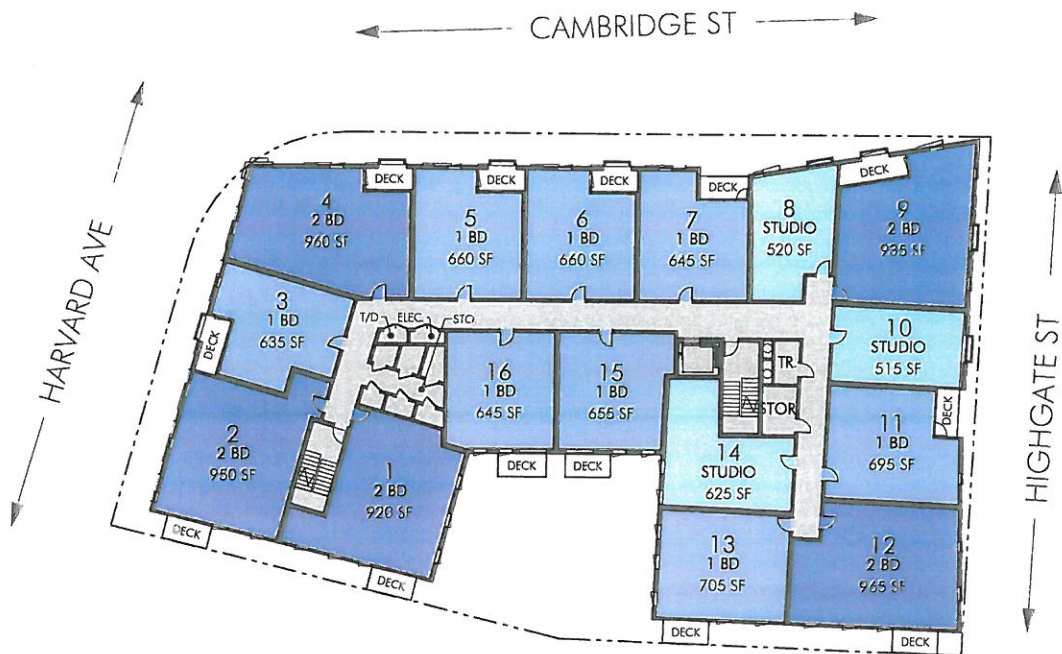 CAMBRIDGE ST
HARVARD AVE
HIGHGATE ST
DECK
DECK
DECK
DECK
DECK
4
2 BD
960 SF
5
1 BD
660 SF
6
1 BD
660 SF
7
1 BD
645 SF
8
STUDIO
520 SF
9
2 BD
935 SF
3
1 BD
635 SF
DECK
T/D
ELEC
STO.
10
STUDIO
515 SF
16
1 BD
645 SF
15
1 BD
655 SF
TR.
STOR
11
1 BD
695 SF
DECK
2
2 BD
950 SF
1
2 BD
920 SF
14
STUDIO
625 SF
DECK
DECK
DECK
DECK
13
1 BD
705 SF
12
2 BD
965 SF
DECK
DECK